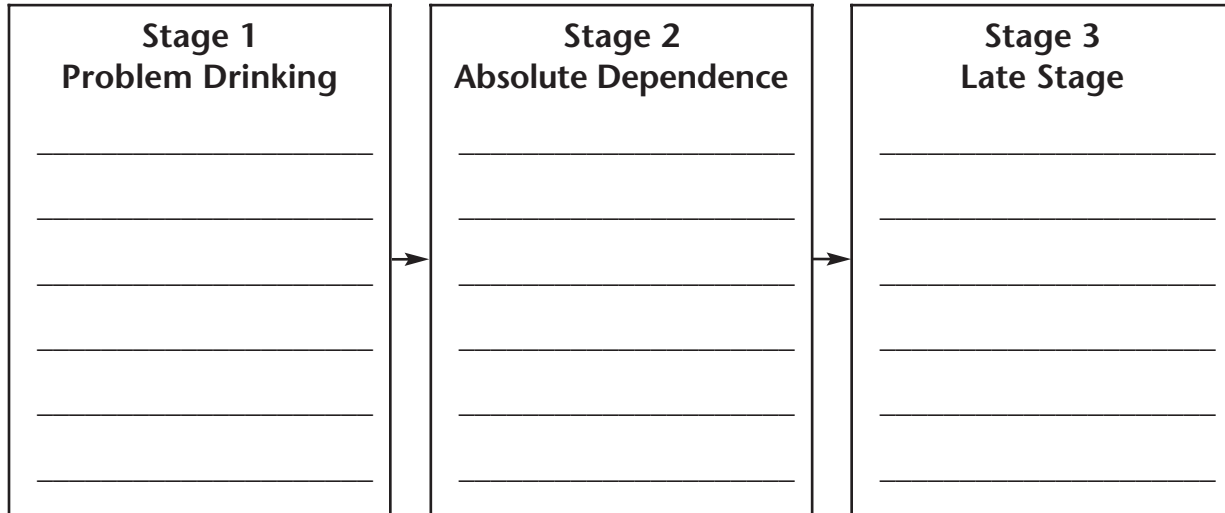 Stage 1
Problem Drinking
Stage 2
Absolute Dependence
Stage 3
Late Stage